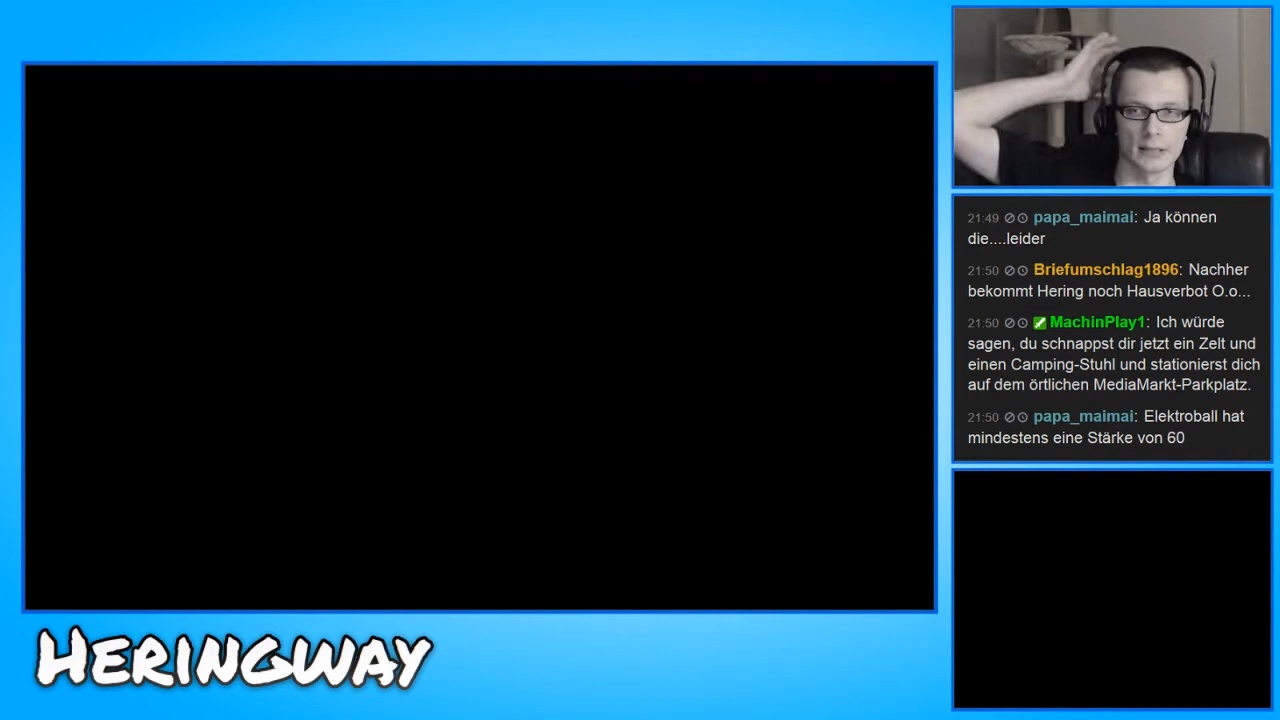 21:49 papa_maimai: Ja können
die....leider
21:50 Briefumschlag1896: Nachher
bekommt Hering noch Hausverbot O.o...
21:50 MachinPlay1: Ich würde
sagen, du schnappst dir jetzt ein Zelt und
einen Camping-Stuhl und stationierst dich
auf dem örtlichen MediaMarkt-Parkplatz.
21:50 papa_maimai: Elektroball hat
mindestens eine Stärke von 60
HERINGWAY